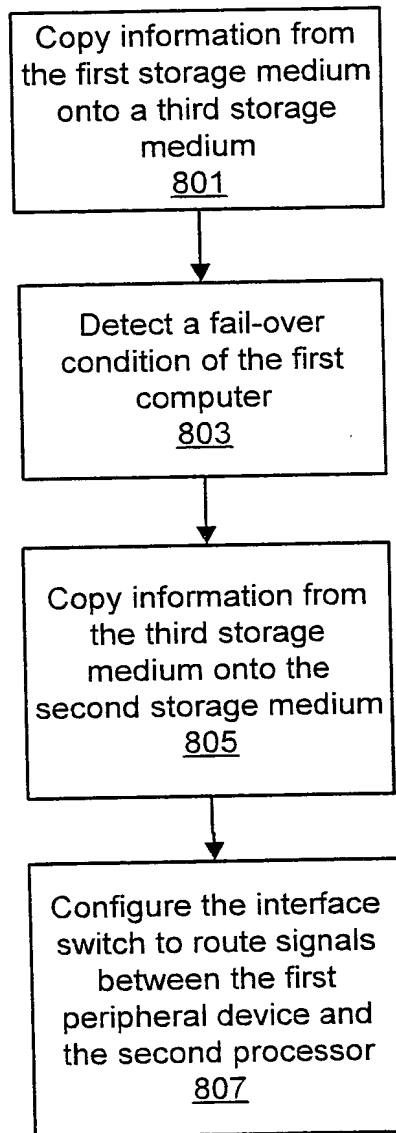 Copy information from
the first storage medium
onto a third storage
medium
801
Detect a fail-over
condition of the first
computer
803
Copy information from
the third storage
medium onto the
second storage medium
805
Configure the interface
switch to route signals
between the first
peripheral device and
the second processor
807